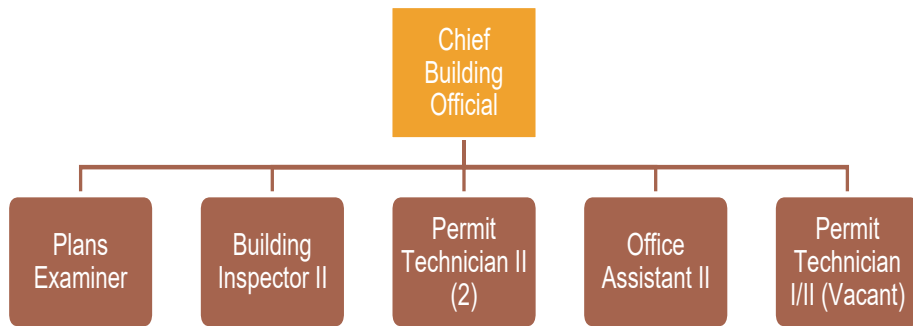 Chief
Building
Official
Plans
Examiner
Building
Inspector II
Permit
Technician II
(2)
Office
Assistant II
Permit
Technician
I/II (Vacant)